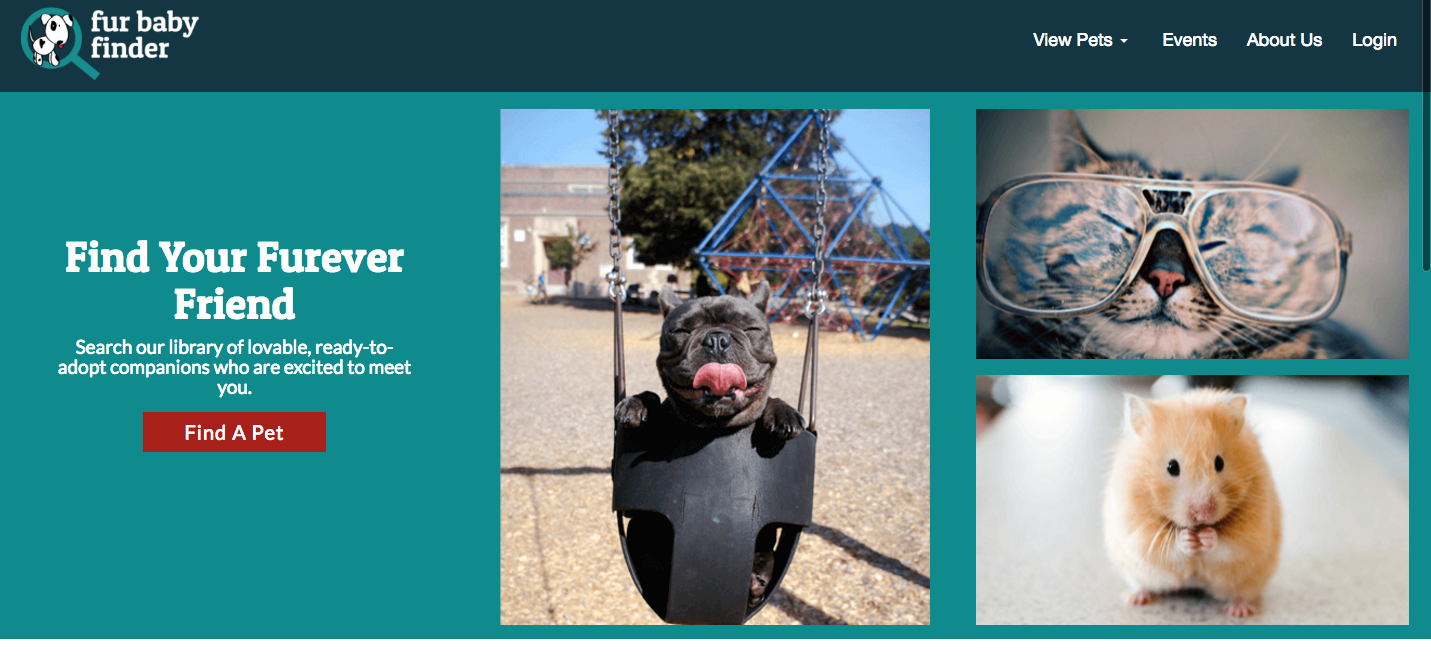 fur baby
finder
View Pets
Events
About Us
Login
Find Your Furever
Friend
Search our library of lovable, ready-to-
adopt companions who are excited to meet
you.
Find A Pet